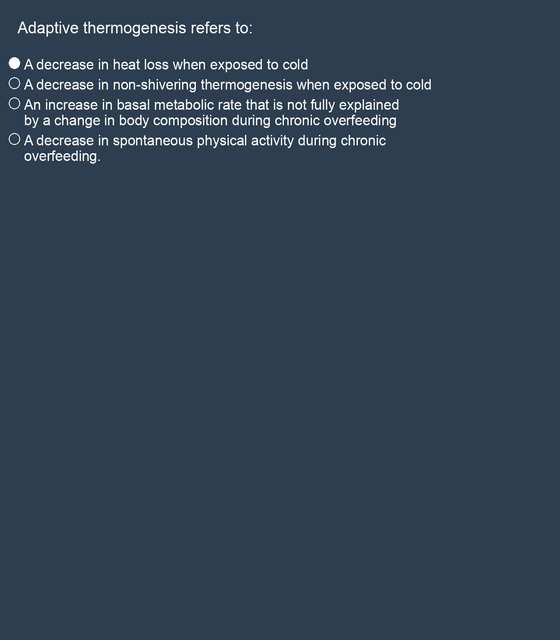 Adaptive thermogenesis refers to:
A decrease in heat loss when exposed to cold
A decrease in non-shivering thermogenesis when exposed to cold
An increase in basal metabolic rate that is not fully explained
by a change in body composition during chronic overfeeding
A decrease in spontaneous physical activity during chronic
overfeeding.